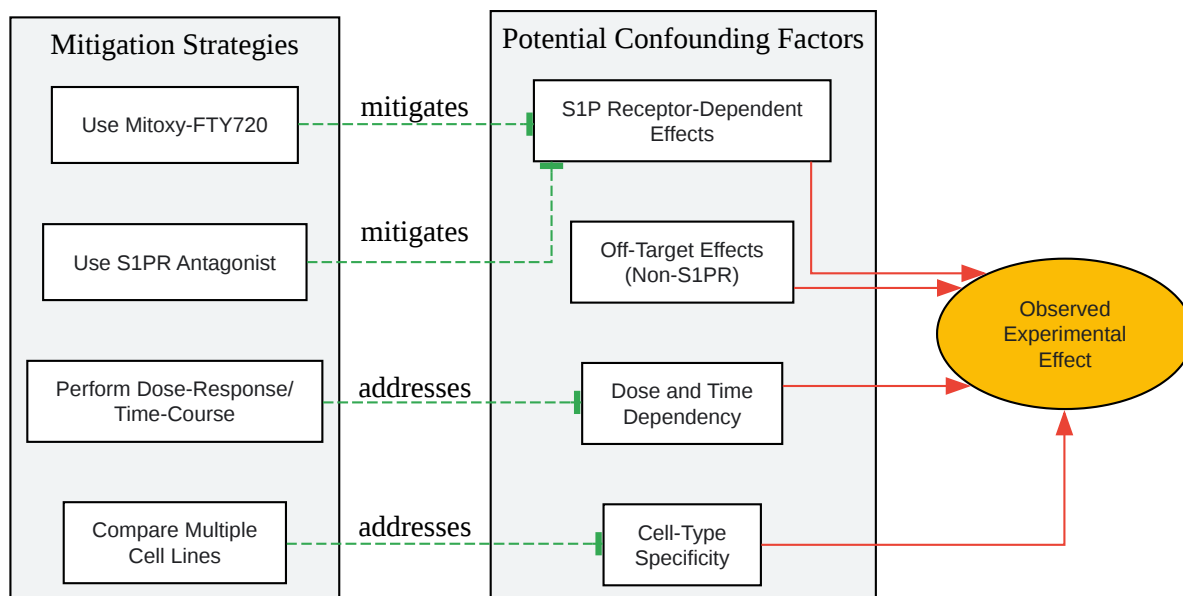 Mitigation Strategies
Use Mitoxy-FTY720
Use S1PR Antagonist
Perform Dose-Response/
Time-Course
Compare Multiple
Cell Lines
mitigates
mitigates
addresses
addresses
Potential Confounding Factors
S1P Receptor-Dependent
Effects
Off-Target Effects
(Non-S1PR)
Dose and Time
Dependency
Cell-Type
Specificity
Observed
Experimental
Effect